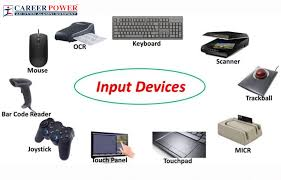 CAREER POWER
OCR
Keyboard
Scanner
Mouse
Input Devices
Trackball
Bar Code Reader
Joystick
Touch Panel
Touchpad
MICR